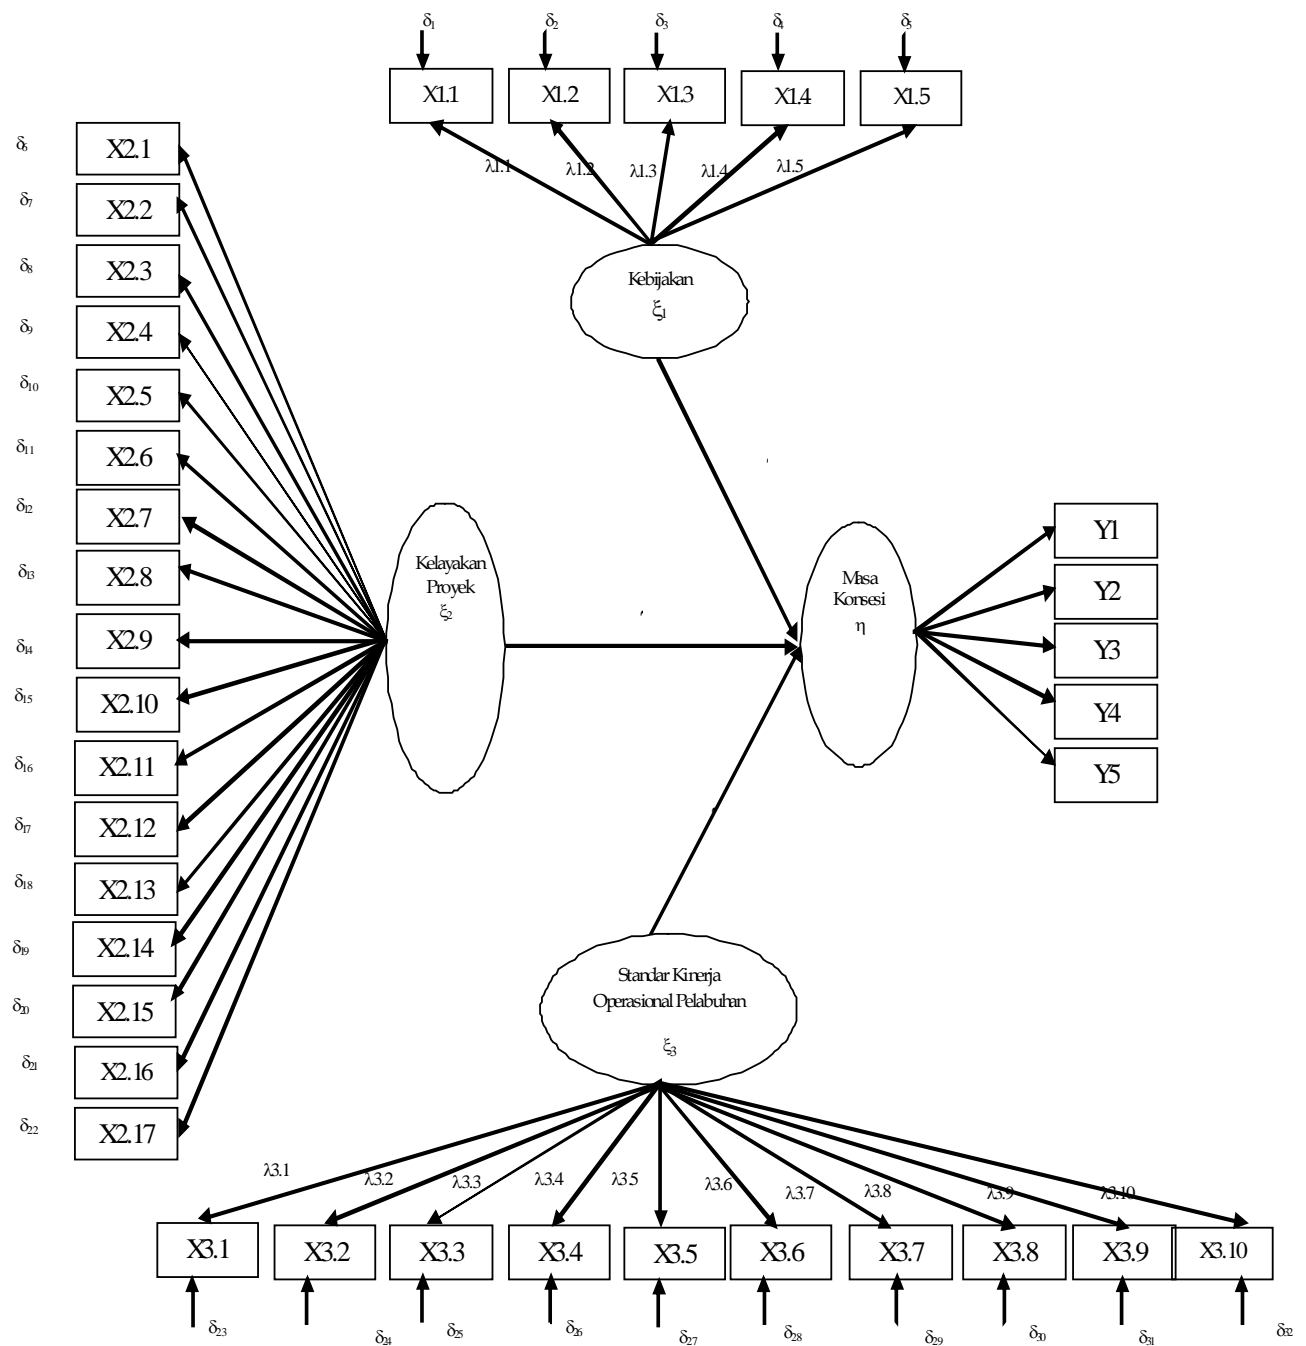 δ1 δ2 δ3 δ4 δ5
X1.1 X1.2 X1.3 X1.4 X1.5
λ1.1 λ1.2 λ1.3 λ1.4 λ1.5
Kebijakan
ξ1
δ6 X2.1
δ7 X2.2
δ8 X2.3
δ9 X2.4
δ10 X2.5
δ11 X2.6
δ12 X2.7
δ13 X2.8
δ14 X2.9
δ15 X2.10
δ16 X2.11
δ17 X2.12
δ18 X2.13
δ19 X2.14
δ20 X2.15
δ21 X2.16
δ22 X2.17
Kelayakan
Proyek
ξ2
Masa
Konsesi
η
Y1
Y2
Y3
Y4
Y5
Standar Kinerja
Operasional Pelabuhan
ξ3
λ3.1 λ3.2 λ3.3 λ3.4 λ3.5 λ3.6 λ3.7 λ3.8 λ3.9 λ3.10
X3.1 X3.2 X3.3 X3.4 X3.5 X3.6 X3.7 X3.8 X3.9 X3.10
δ23 δ24 δ25 δ26 δ27 δ28 δ29 δ30 δ31 δ32